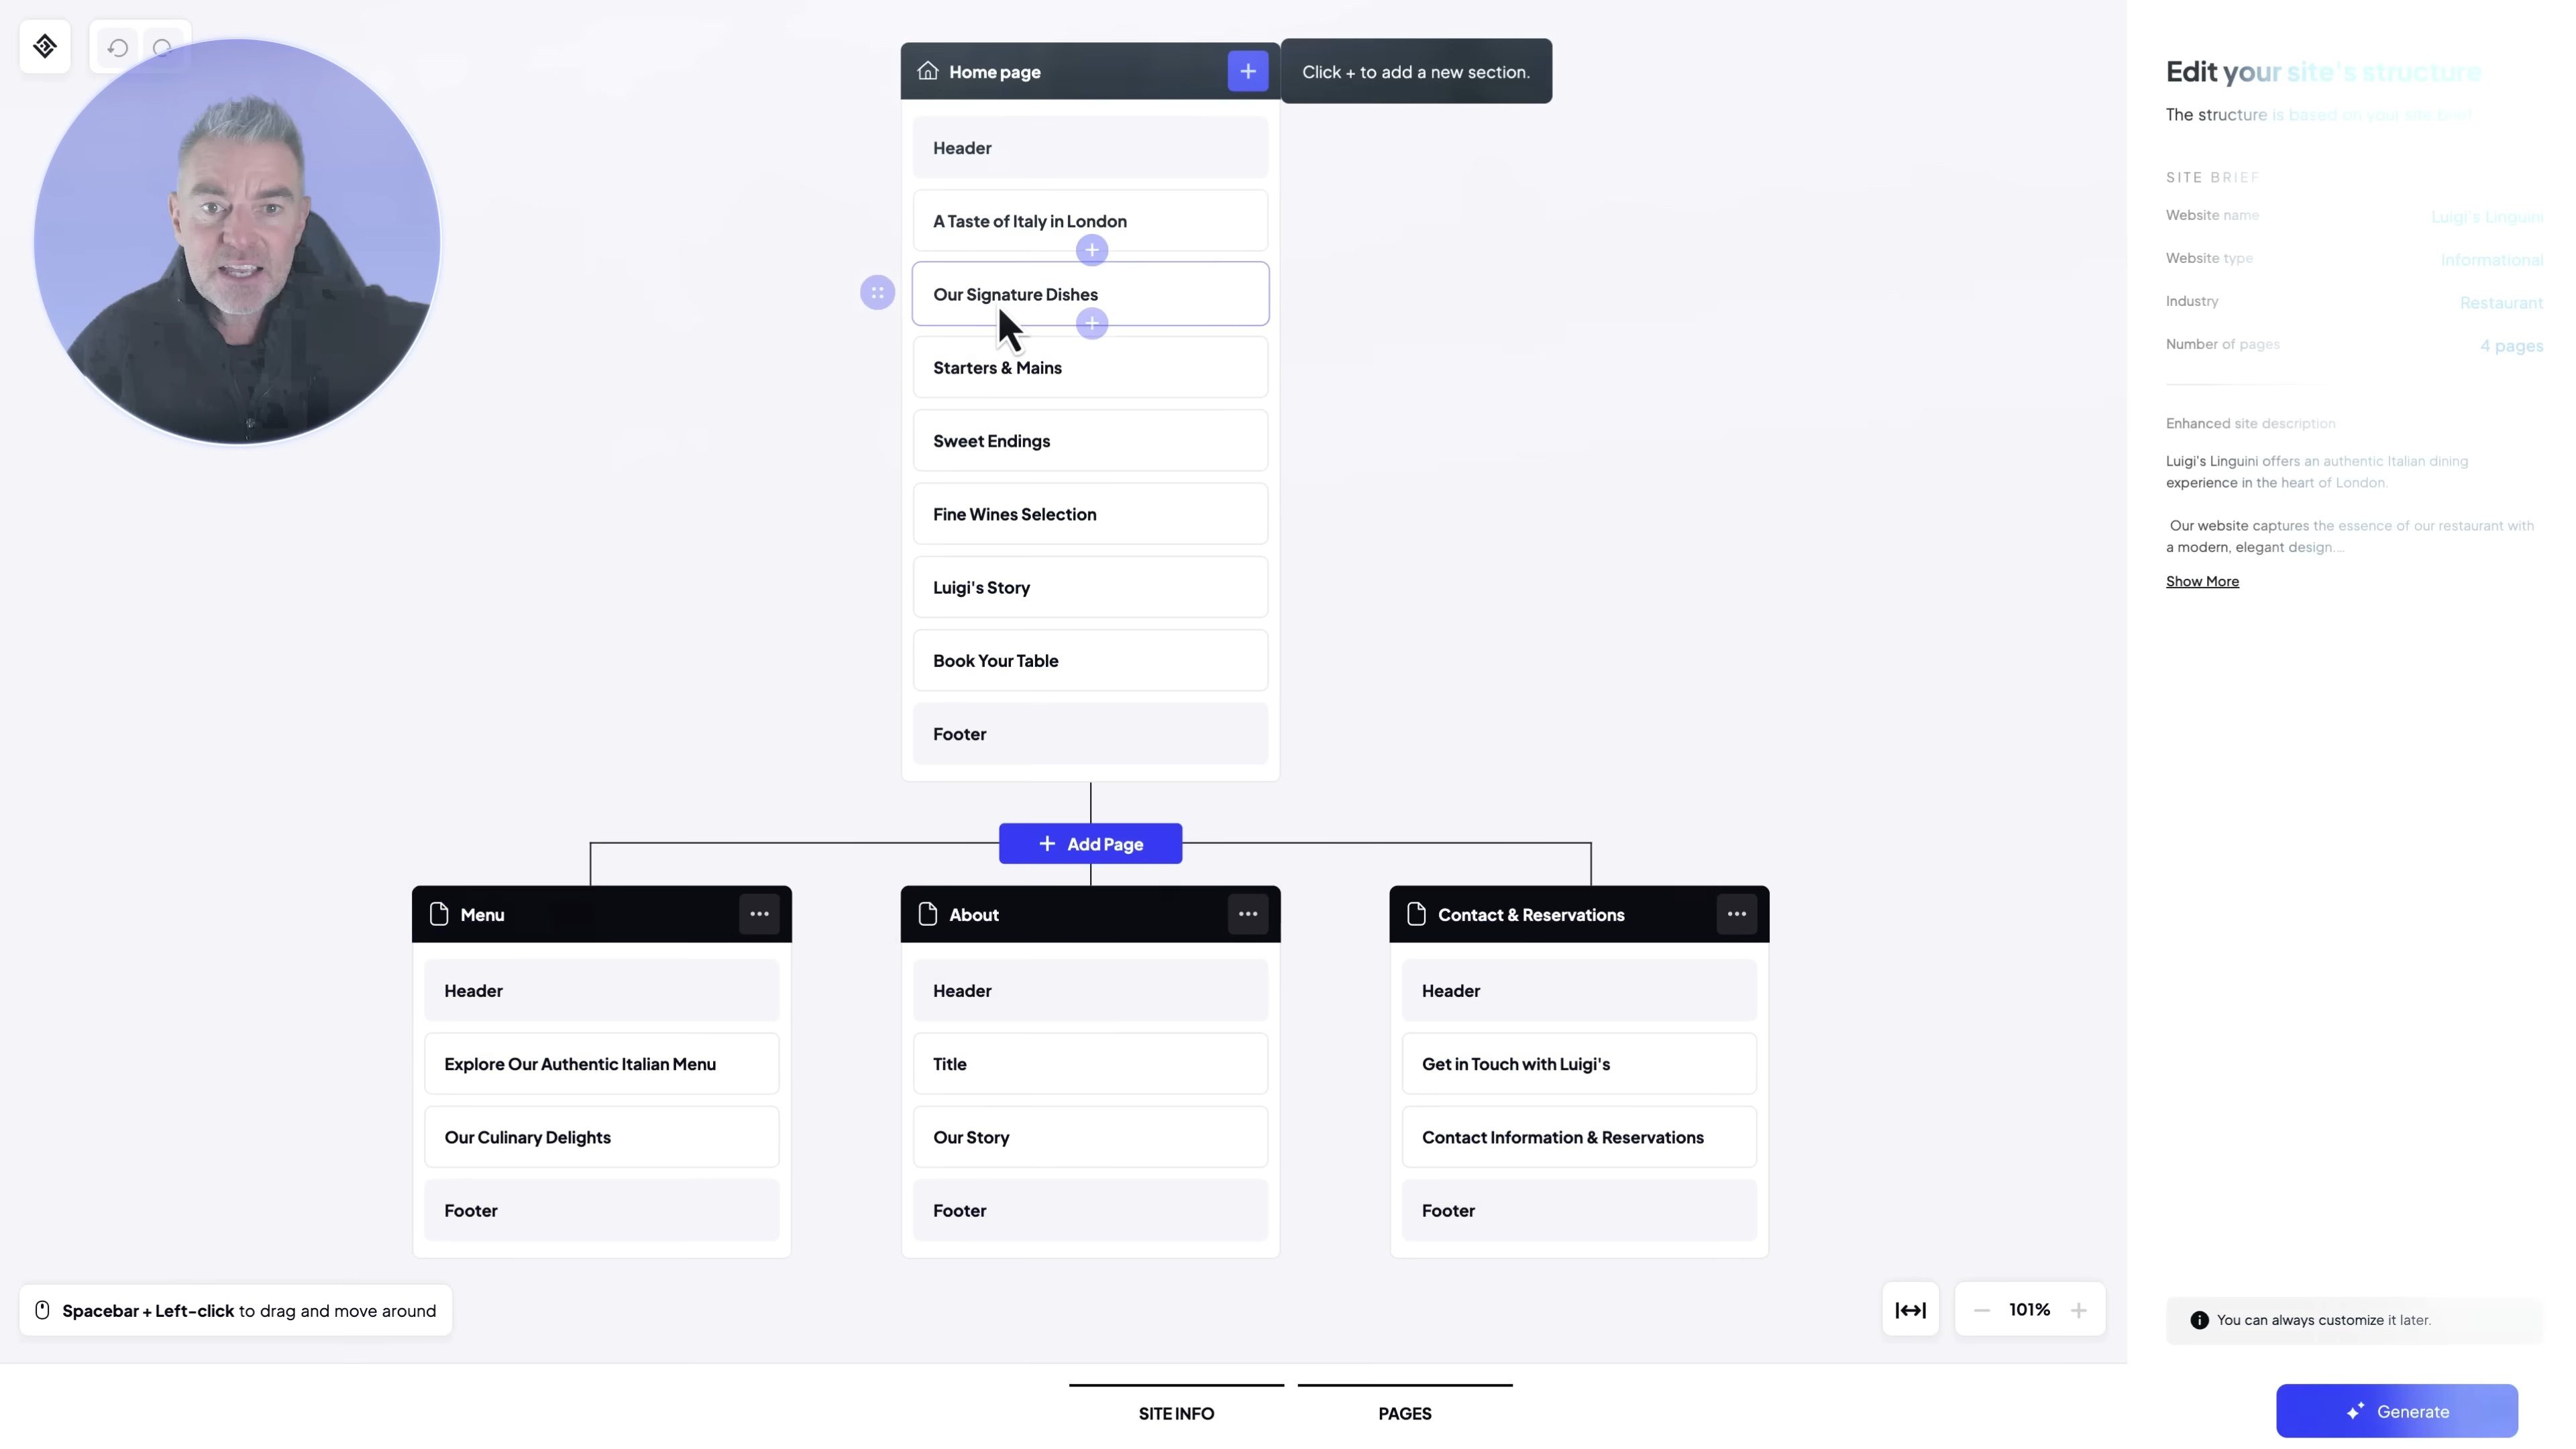 Home page
Click + to add a new section.
Header
A Taste of Italy in London
Our Signature Dishes
Starters & Mains
Sweet Endings
Fine Wines Selection
Luigi's Story
Book Your Table
Footer
Add Page
Menu
Header
Explore Our Authentic Italian Menu
Our Culinary Delights
Footer
About
Header
Title
Our Story
Footer
Contact & Reservations
Header
Get in Touch with Luigi's
Contact Information & Reservations
Footer
Spacebar + Left-click to drag and move around
101%
SITE INFO
PAGES
Edit your site's structure
The structure is based on your site brief
SITE BRIEF
Website name Luigi's Linguini
Website type Informational
Industry Restaurant
Number of pages 4 pages
Enhanced site description
Luigi's Linguini offers an authentic Italian dining
experience in the heart of London.
Our website captures the essence of our restaurant with
a modern, elegant design....
Show More
You can always customize it later.
Generate